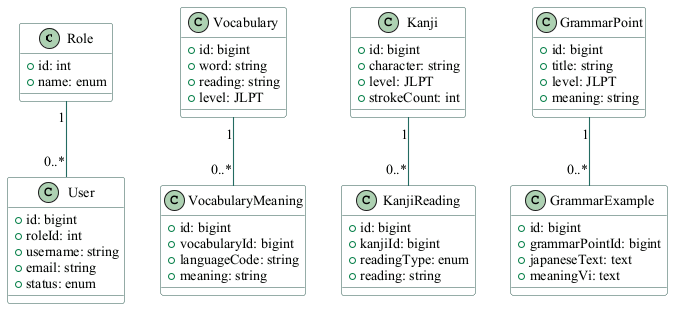 C Role
id: int
name: enum
1
0..*
C User
id: bigint
roleId: int
username: string
email: string
status: enum
C Vocabulary
id: bigint
word: string
reading: string
level: JLPT
1
0..*
C VocabularyMeaning
id: bigint
vocabularyId: bigint
languageCode: string
meaning: string
C Kanji
id: bigint
character: string
level: JLPT
strokeCount: int
1
0..*
C KanjiReading
id: bigint
kanjiId: bigint
readingType: enum
reading: string
C GrammarPoint
id: bigint
title: string
level: JLPT
meaning: string
1
0..*
C GrammarExample
id: bigint
grammarPointId: bigint
japaneseText: text
meaningVi: text